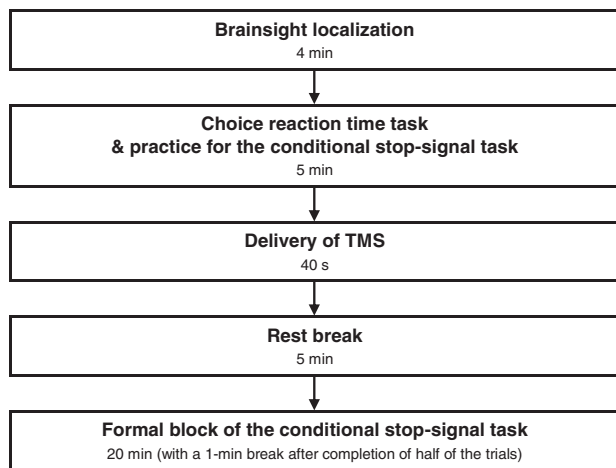 Brainsight localization
4 min
Choice reaction time task
& practice for the conditional stop-signal task
5 min
Delivery of TMS
40 s
Rest break
5 min
Formal block of the conditional stop-signal task
20 min (with a 1-min break after completion of half of the trials)